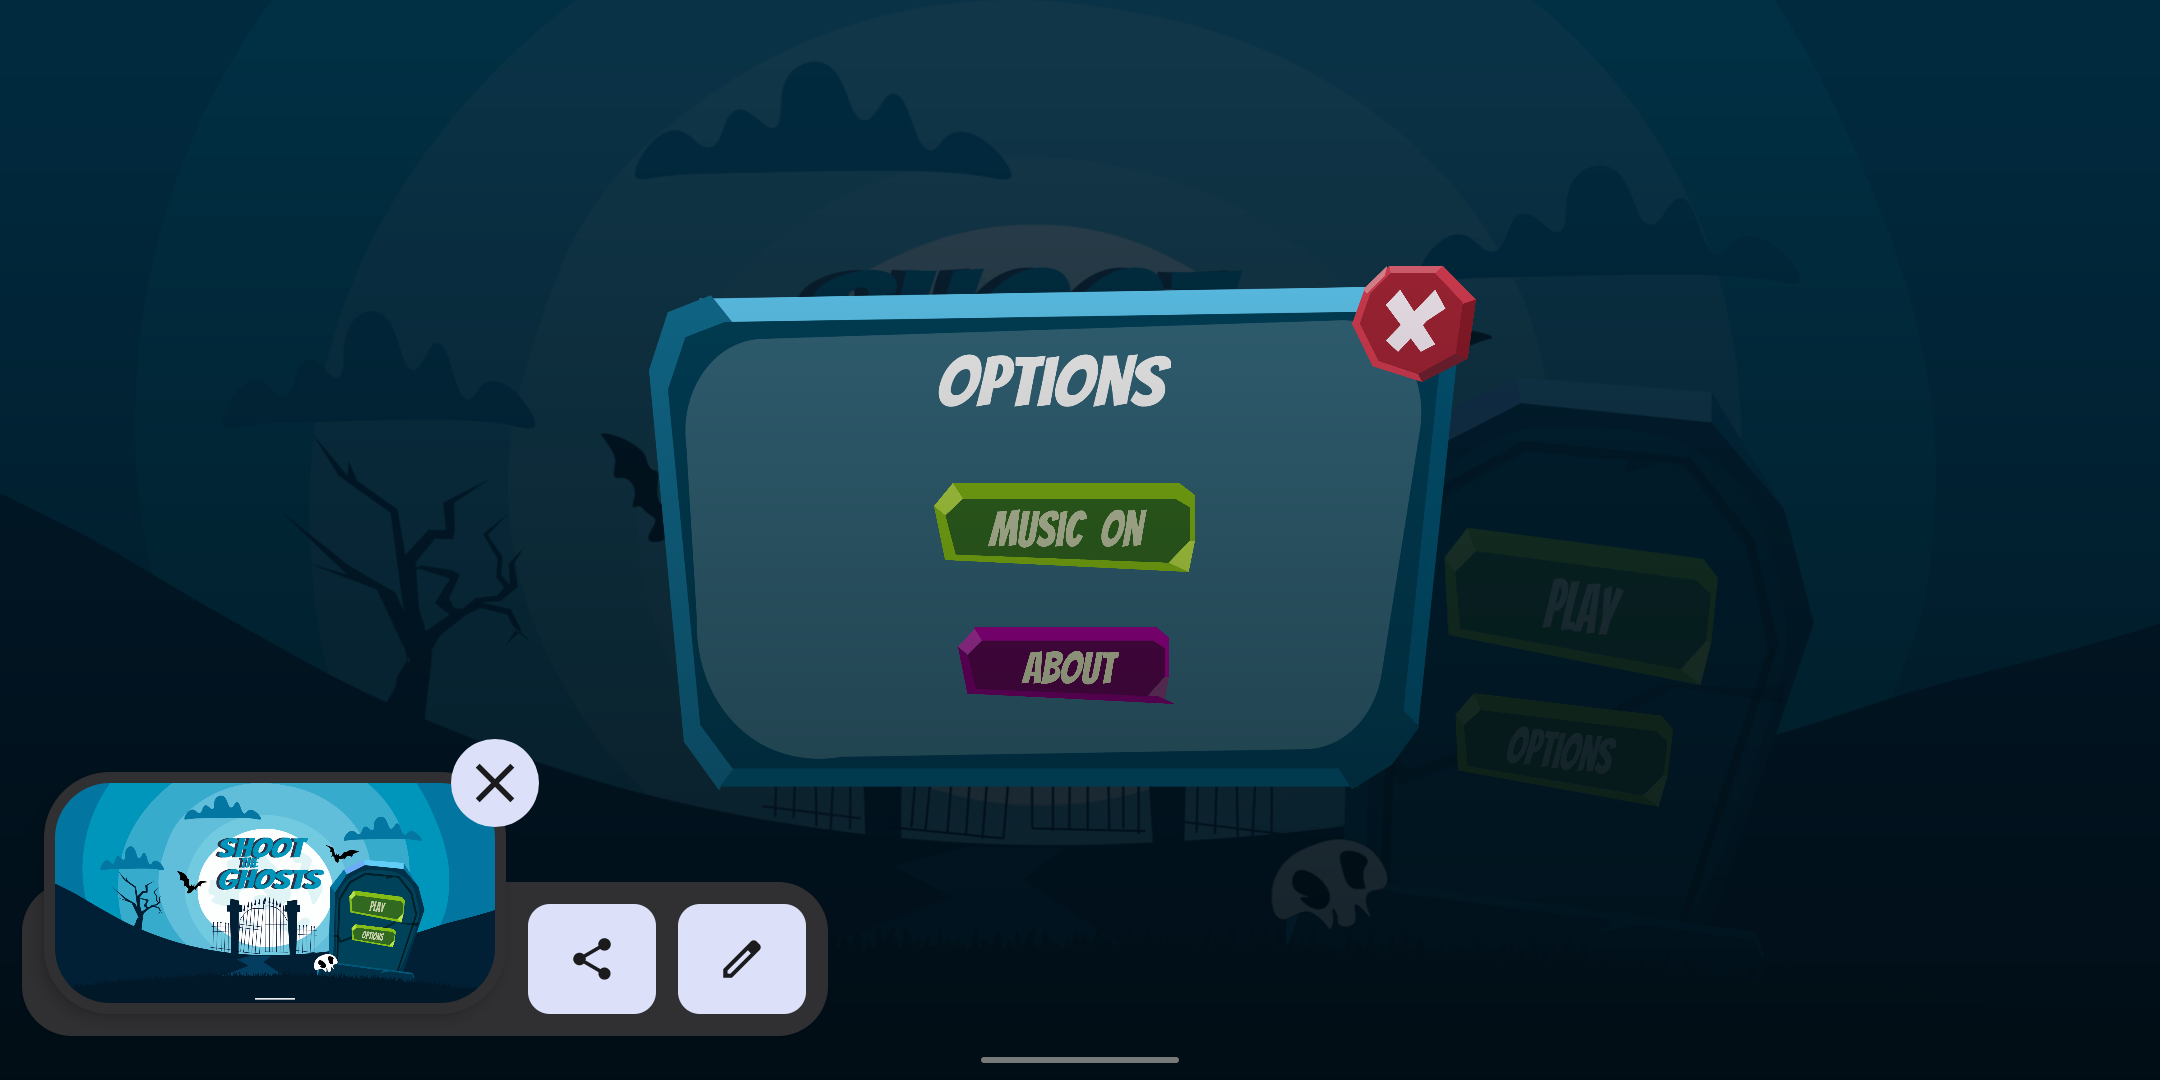 OPTIONS
MUSIC ON
ABOUT
PLAY
OPTIONS
SHOOT
THE
GHOSTS
PLAY
OPTIONS